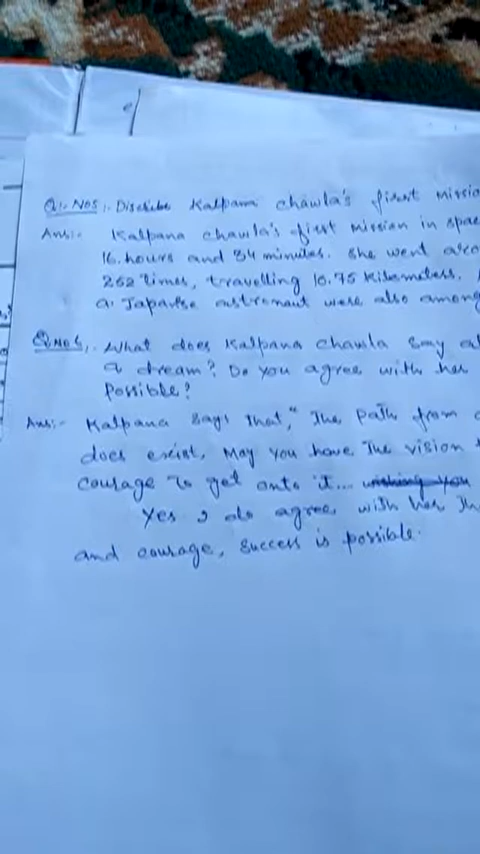 Q:- No5:- Discribe Kalpana chawla's first missio
Ans:- Kalpana chawla's first mission in spac
16 hours and 34 minutes. She went aro
252 times, travelling 10.75 Kilometers.
a Japanese astronaut were also among
Q No6,. What does Kalpana Chawla say a
a dream? Do you agree with her
Possible?
Ans:- Kalpana says that," The path from d
does exist, May you have The vision t
courage to get onto it... wishing you
Yes I do agree, with her Th
and courage, success is possible.